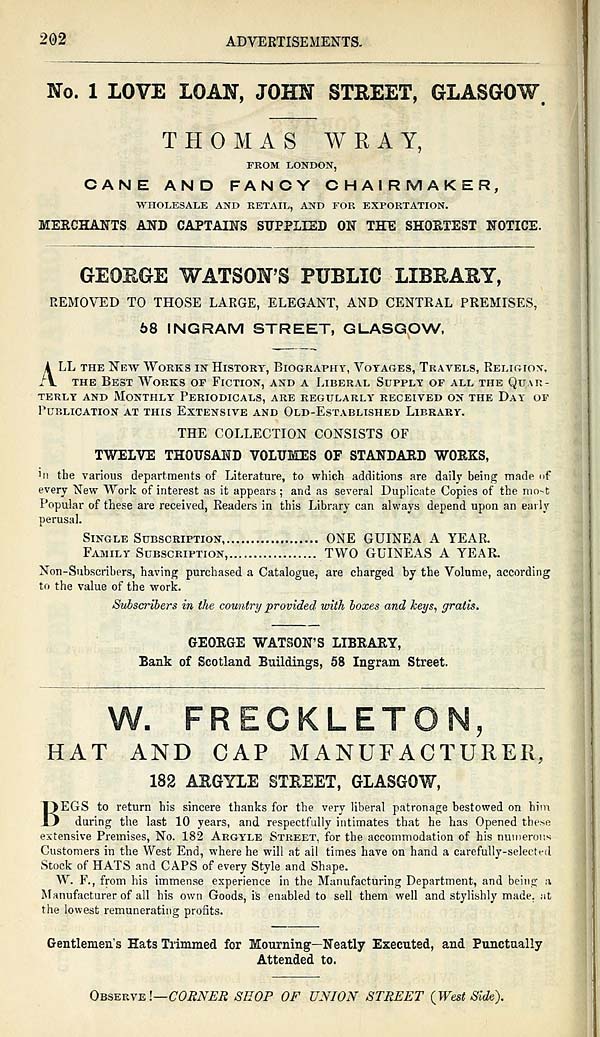 202 ADVERTISEMENTS.
No. 1 LOVE LOAN, JOHN STREET, GLASGOW.
THOMAS WRAY,
FROM LONDON,
CANE AND FANCY CHAIRMAKER,
WHOLESALE AND RETAIL, AND FOR EXPORTATION.
MERCHANTS AND CAPTAINS SUPPLIED ON THE SHORTEST NOTICE.
GEORGE WATSON'S PUBLIC LIBRARY,
REMOVED TO THOSE LARGE, ELEGANT, AND CENTRAL PREMISES,
58 INGRAM STREET, GLASGOW,
ALL THE NEW WORKS IN HISTORY, BIOGRAPHY, VOYAGES, TRAVELS, RELIGION,
THE BEST WORKS OF FICTION, AND A LIBERAL SUPPLY OF ALL THE QUAR-
TERLY AND MONTHLY PERIODICALS, ARE REGULARLY RECEIVED ON THE DAY OF
PUBLICATION AT THIS EXTENSIVE AND OLD-ESTABLISHED LIBRARY.
THE COLLECTION CONSISTS OF
TWELVE THOUSAND VOLUMES OF STANDARD WORKS,
in the various departments of Literature, to which additions are daily being made of
every New Work of interest as it appears; and as several Duplicate Copies of the most
Popular of these are received, Readers in this Library can always depend upon an early
perusal.
SINGLE SUBSCRIPTION,................... ONE GUINEA A YEAR.
FAMILY SUBSCRIPTION,.................. TWO GUINEAS A YEAR.
Non-Subscribers, having purchased a Catalogue, are charged by the Volume, according
to the value of the work.
Subscribers in the country provided with boxes and keys, gratis.
GEORGE WATSON'S LIBRARY,
Bank of Scotland Buildings, 58 Ingram Street.
W. FRECKLETON,
HAT AND CAP MANUFACTURER,
182 ARGYLE STREET, GLASGOW,
BEGS to return his sincere thanks for the very liberal patronage bestowed on him
during the last 10 years, and respectfully intimates that he has Opened these
extensive Premises, No. 182 ARGYLE STREET, for the accommodation of his numerous
Customers in the West End, where he will at all times have on hand a carefully-selected
Stock of HATS and CAPS of every Style and Shape.
W. F., from his immense experience in the Manufacturing Department, and being a
Manufacturer of all his own Goods, is enabled to sell them well and stylishly made, at
the lowest remunerating profits.
Gentlemen's Hats Trimmed for Mourning—Neatly Executed, and Punctually
Attended to.
OBSERVE!—CORNER SHOP OF UNION STREET (West Side).